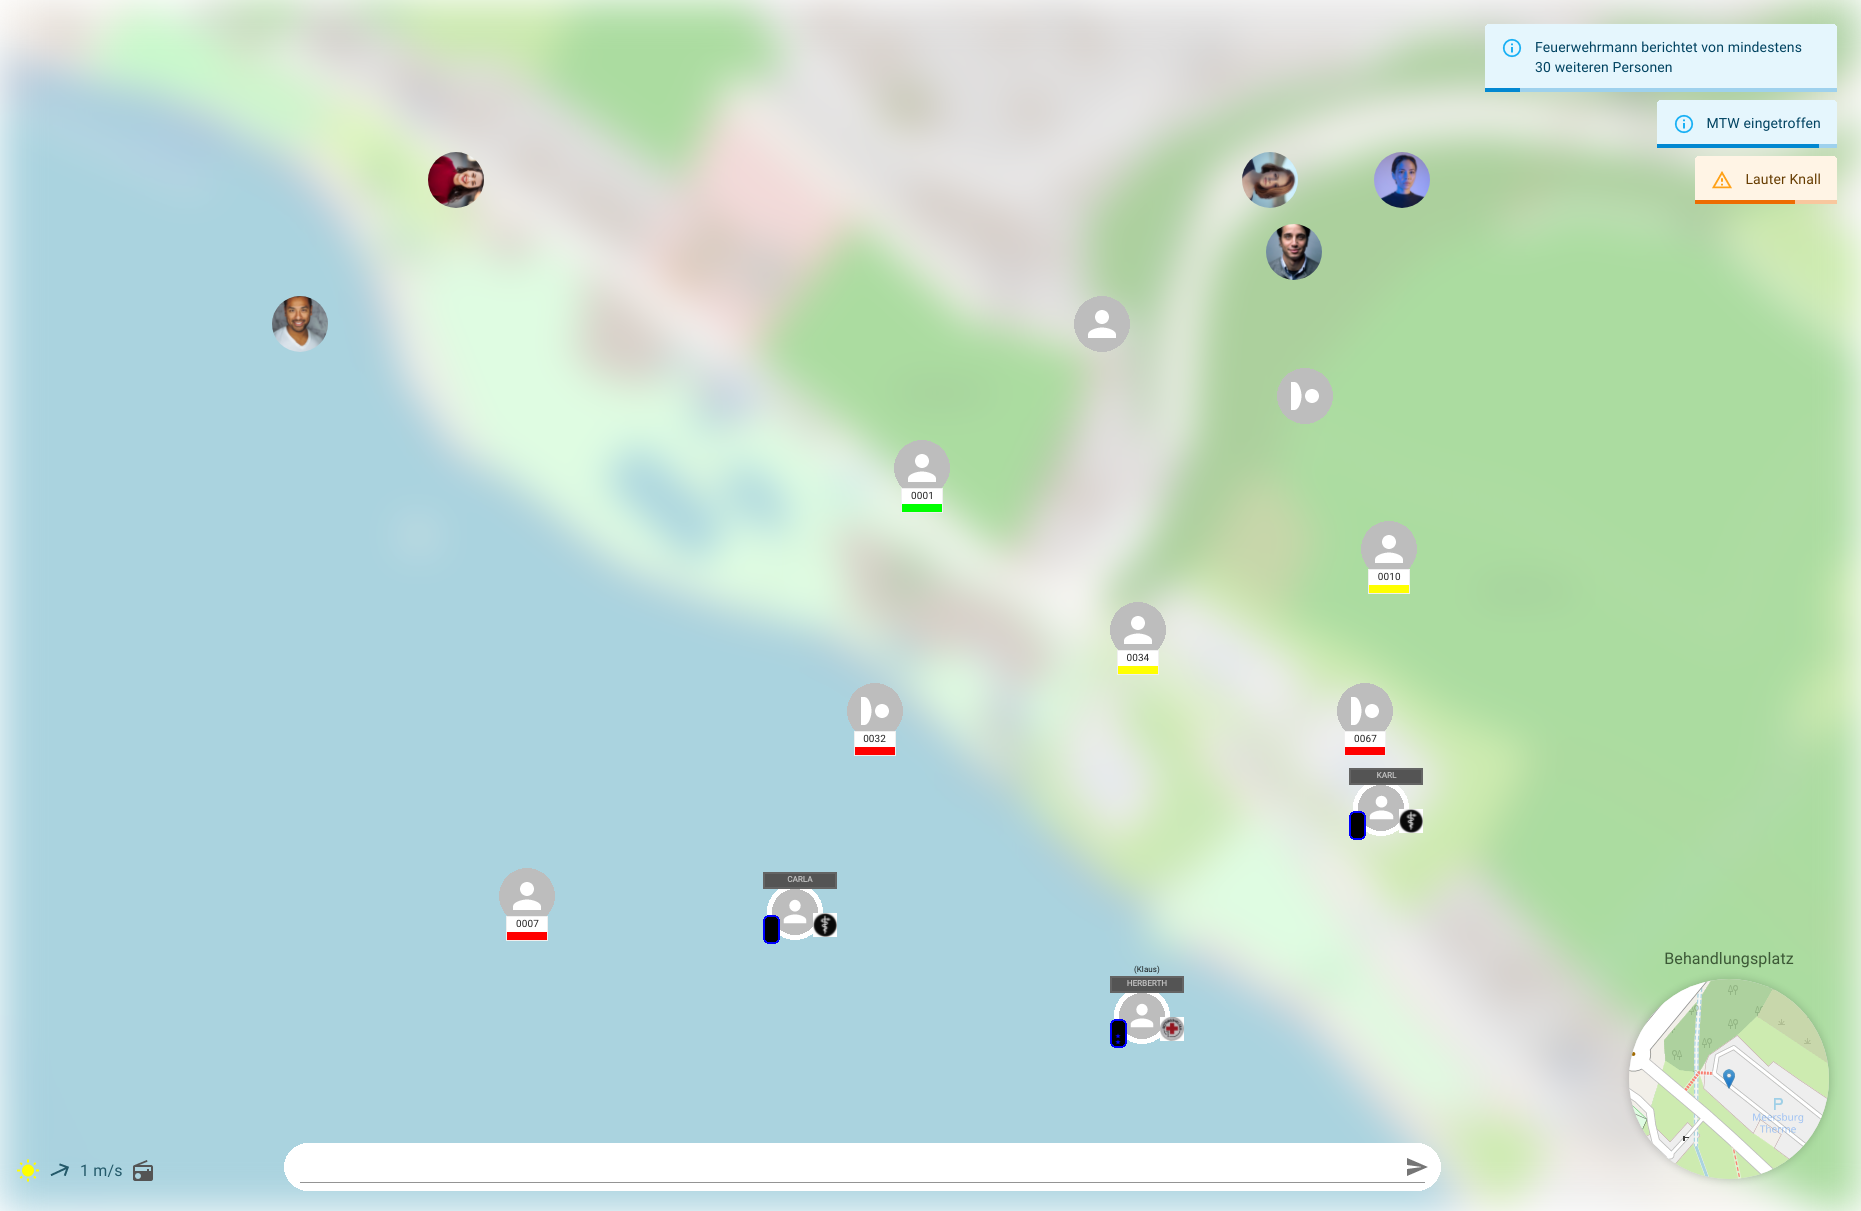 Feuerwehrmann berichtet von mindestens
30 weiteren Personen
MTW eingetroffen
Lauter Knall
0001
0010
0034
0032
0067
KARL
0007
CARLA
(Klaus)
HERBERTH
Behandlungsplatz
P
Meersburg
Therme
1 m/s